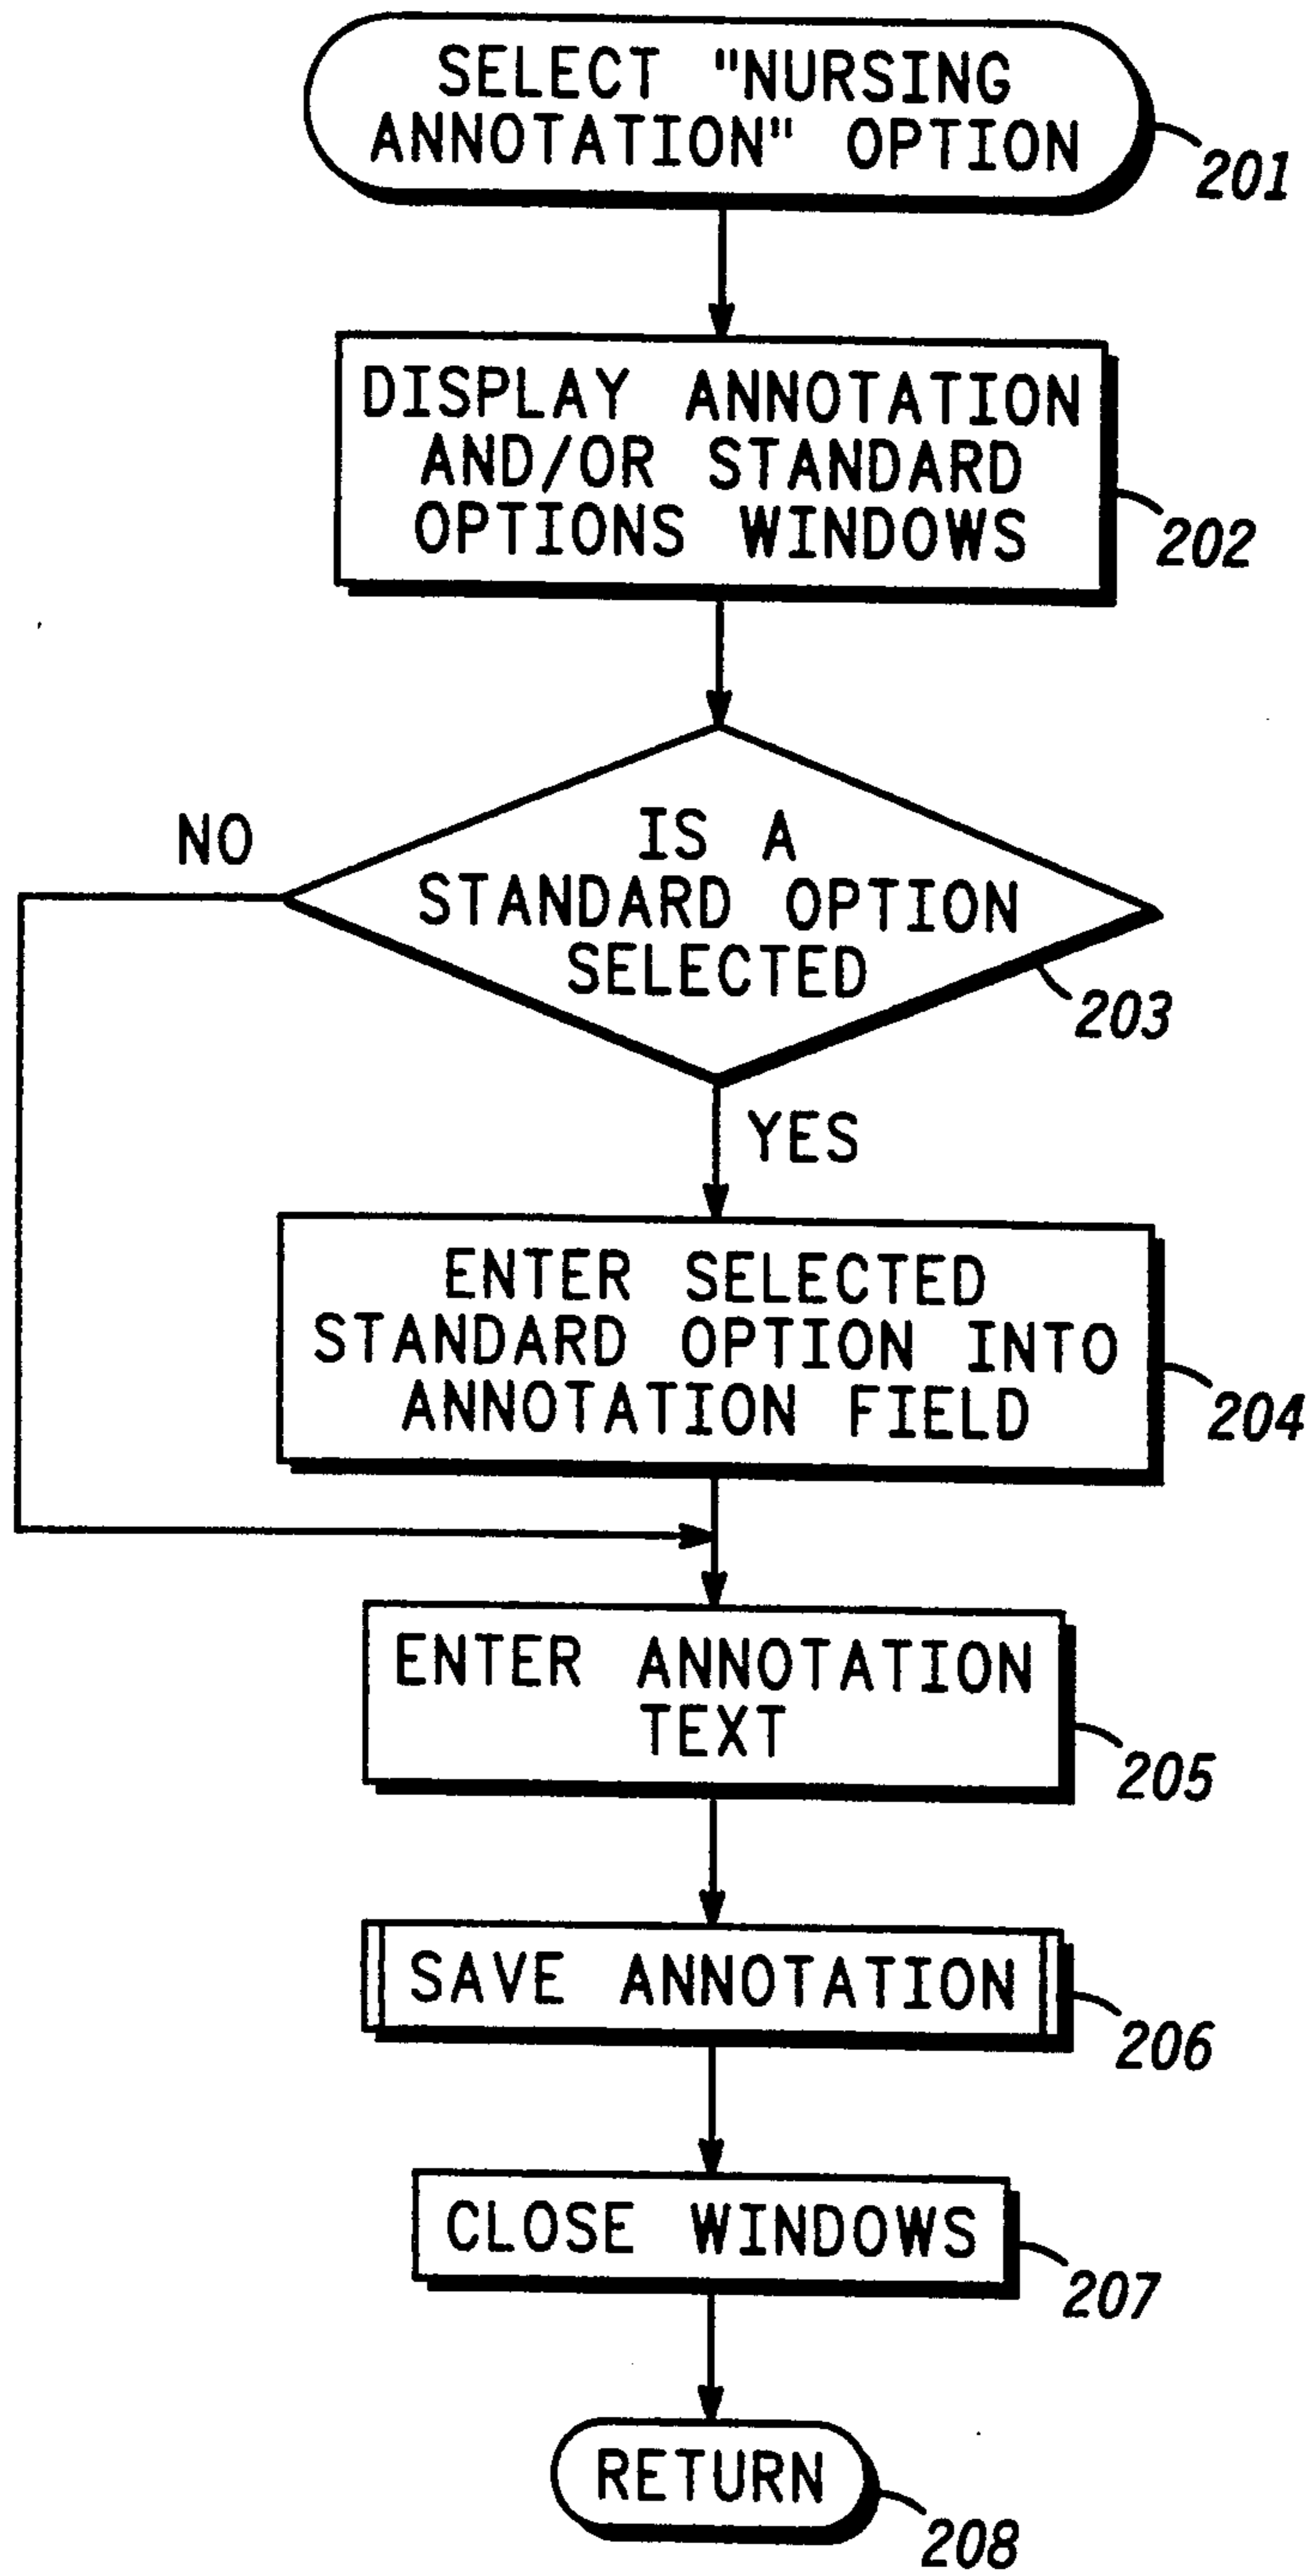 SELECT "NURSING
ANNOTATION" OPTION
201
DISPLAY ANNOTATION
AND/OR STANDARD
OPTIONS WINDOWS
202
NO
IS A
STANDARD OPTION
SELECTED
203
YES
ENTER SELECTED
STANDARD OPTION INTO
ANNOTATION FIELD
204
ENTER ANNOTATION
TEXT
205
SAVE ANNOTATION
206
CLOSE WINDOWS
207
RETURN
208